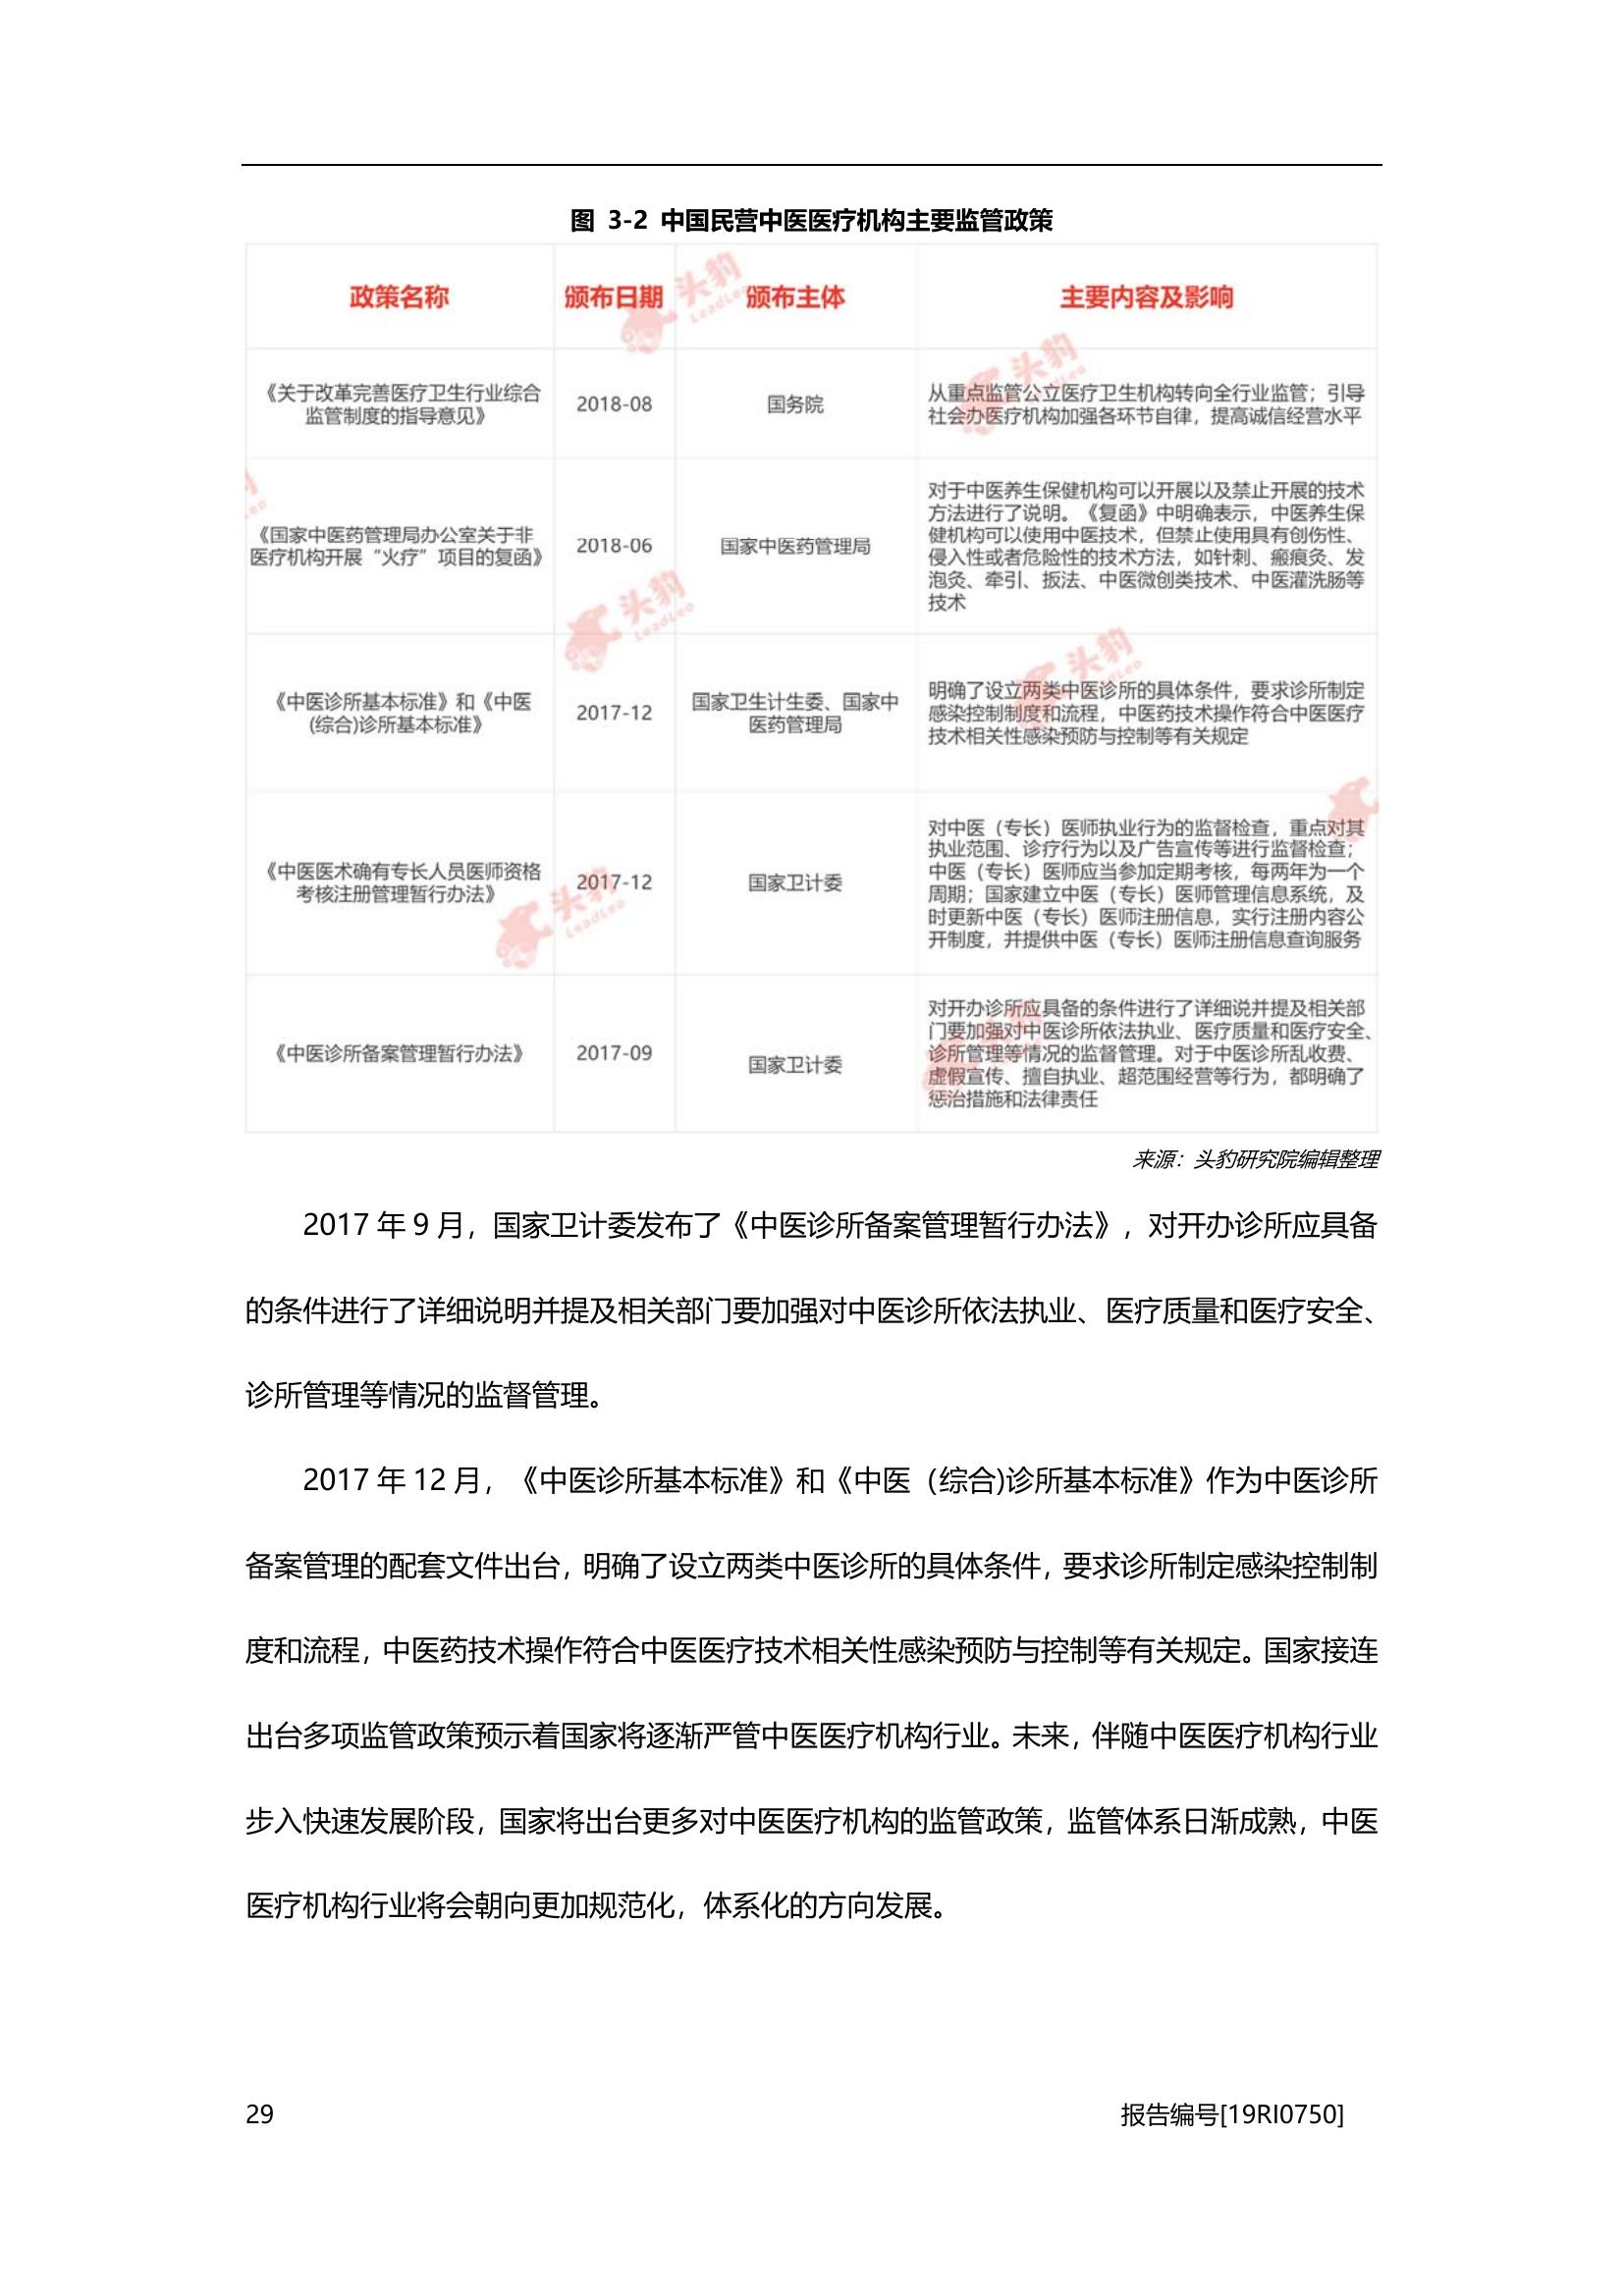 图 3-2 中国民营中医医疗机构主要监管政策
政策名称
颁布日期
颁布主体
主要内容及影响
《关于改革完善医疗卫生行业综合
监管制度的指导意见》
2018-08
国务院
从重点监管公立医疗卫生机构转向全行业监管；引导
社会办医疗机构加强各环节自律，提高诚信经营水平
《国家中医药管理局办公室关于非
医疗机构开展“火疗”项目的复函》
2018-06
国家中医药管理局
对于中医养生保健机构可以开展以及禁止开展的技术
方法进行了说明。《复函》中明确表示，中医养生保
健机构可以使用中医技术，但禁止使用具有创伤性、
侵入性或者危险性的技术方法，如针刺、瘢痕灸、发
泡灸、牵引、扳法、中医微创类技术、中医灌洗肠等
技术
《中医诊所基本标准》和《中医
(综合)诊所基本标准》
2017-12
国家卫生计生委、国家中
医药管理局
明确了设立两类中医诊所的具体条件，要求诊所制定
感染控制制度和流程，中医药技术操作符合中医医疗
技术相关性感染预防与控制等有关规定
《中医医术确有专长人员医师资格
考核注册管理暂行办法》
2017-12
国家卫计委
对中医（专长）医师执业行为的监督检查，重点对其
执业范围、诊疗行为以及广告宣传等进行监督检查；
中医（专长）医师应当参加定期考核，每两年为一个
周期；国家建立中医（专长）医师管理信息系统，及
时更新中医（专长）医师注册信息，实行注册内容公
开制度，并提供中医（专长）医师注册信息查询服务
《中医诊所备案管理暂行办法》
2017-09
国家卫计委
对开办诊所应具备的条件进行了详细说并提及相关部
门要加强对中医诊所依法执业、医疗质量和医疗安全、
诊所管理等情况的监督管理。对于中医诊所乱收费、
虚假宣传、擅自执业、超范围经营等行为，都明确了
惩治措施和法律责任
头豹
LeadLeo
头豹
头豹
LeadLeo
头豹
LeadLeo
头豹
LeadLeo
来源：头豹研究院编辑整理
2017 年 9 月，国家卫计委发布了《中医诊所备案管理暂行办法》，对开办诊所应具备
的条件进行了详细说明并提及相关部门要加强对中医诊所依法执业、医疗质量和医疗安全、
诊所管理等情况的监督管理。
2017 年 12 月，《中医诊所基本标准》和《中医（综合)诊所基本标准》作为中医诊所
备案管理的配套文件出台，明确了设立两类中医诊所的具体条件，要求诊所制定感染控制制
度和流程，中医药技术操作符合中医医疗技术相关性感染预防与控制等有关规定。国家接连
出台多项监管政策预示着国家将逐渐严管中医医疗机构行业。未来，伴随中医医疗机构行业
步入快速发展阶段，国家将出台更多对中医医疗机构的监管政策，监管体系日渐成熟，中医
医疗机构行业将会朝向更加规范化，体系化的方向发展。
29
报告编号[19RI0750]